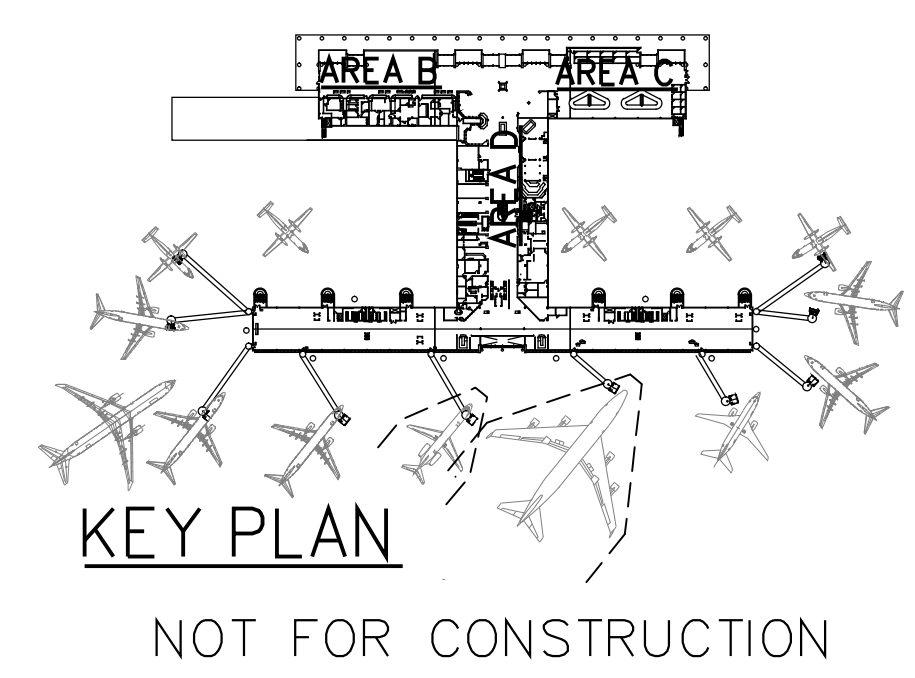 AREA B
AREA C
AREA D
KEY PLAN
NOT FOR CONSTRUCTION